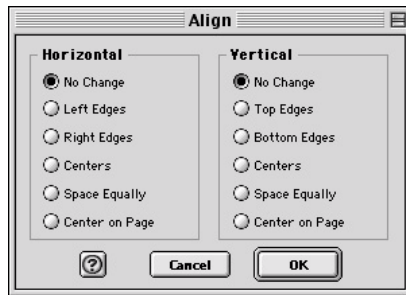 Align
Horizontal
No Change
Left Edges
Right Edges
Centers
Space Equally
Center on Page
Vertical
No Change
Top Edges
Bottom Edges
Centers
Space Equally
Center on Page
?
Cancel
OK